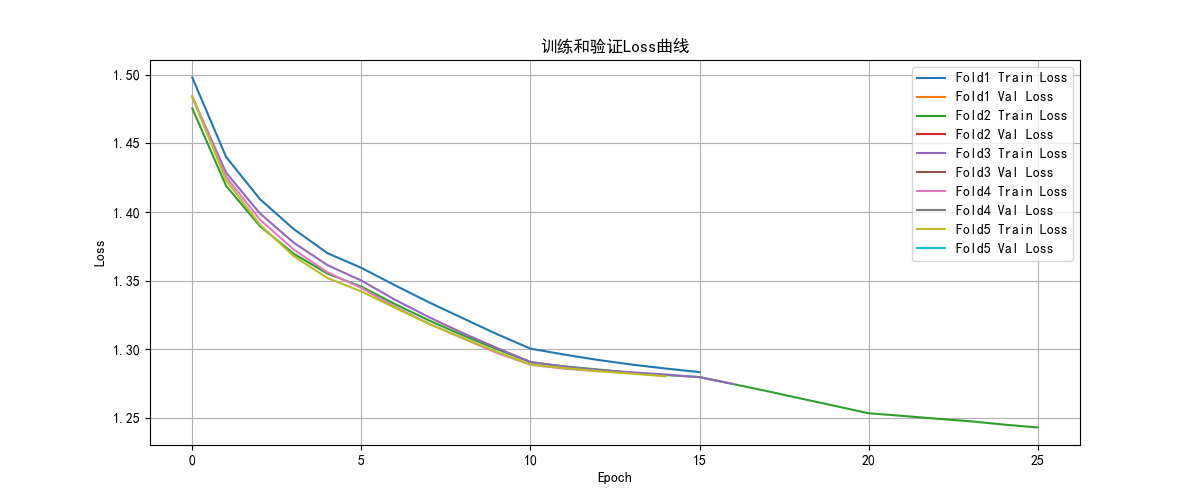 训练和验证Loss曲线
1.50
1.45
1.40
1.35
1.30
1.25
Loss
0
5
10
15
20
25
Epoch
Fold1 Train Loss
Fold1 Val Loss
Fold2 Train Loss
Fold2 Val Loss
Fold3 Train Loss
Fold3 Val Loss
Fold4 Train Loss
Fold4 Val Loss
Fold5 Train Loss
Fold5 Val Loss